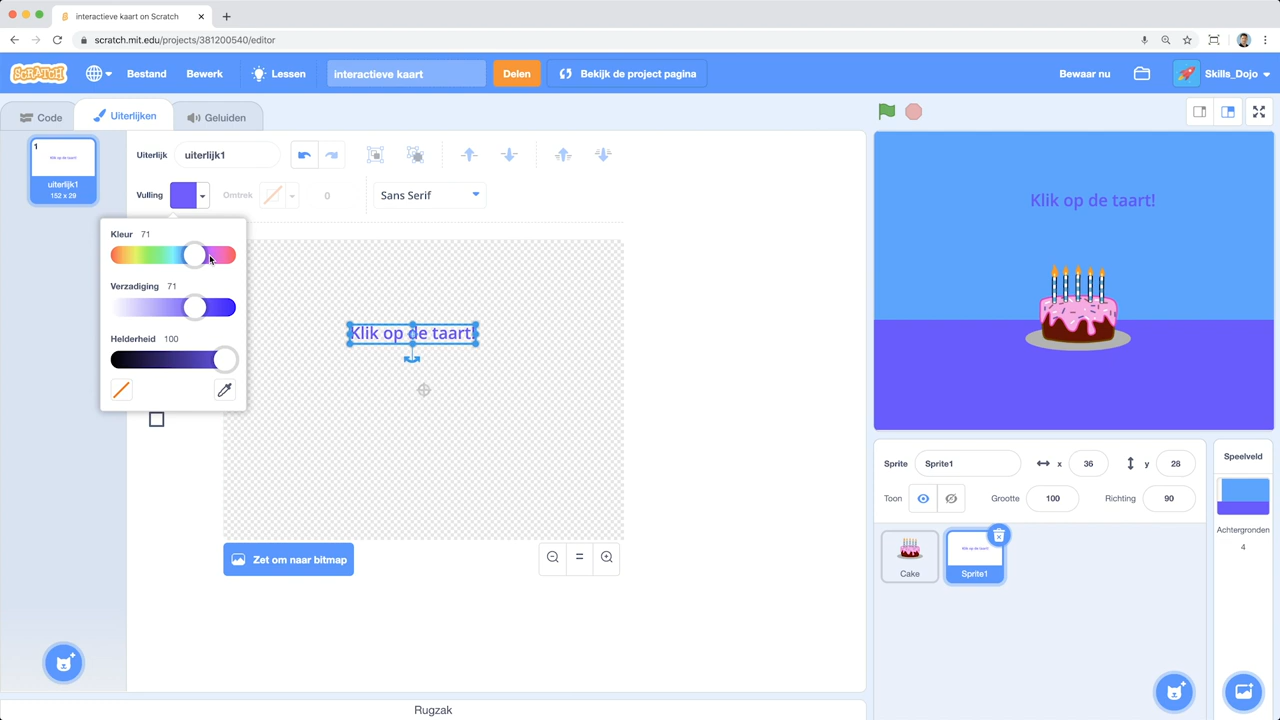 interactieve kaart on Scratch
scratch.mit.edu/projects/381200540/editor
SCRATCH Bestand Bewerk Lessen interactieve kaart Delen Bekijk de project pagina Bewaar nu Skills_Dojo
Code Uiterlijken Geluiden
1
Klik op de taart!
uiterlijk1
152 x 29
Uiterlijk uiterlijk1
Vulling Omtrek 0 Sans Serif
Kleur 71
Verzadiging 71
Helderheid 100
Klik op de taart!
Zet om naar bitmap
Klik op de taart!
Sprite Sprite1 x 36 y 28
Toon Grootte 100 Richting 90
Cake
Klik op de taart!
Sprite1
Speelveld
Achtergronden
4
Rugzak